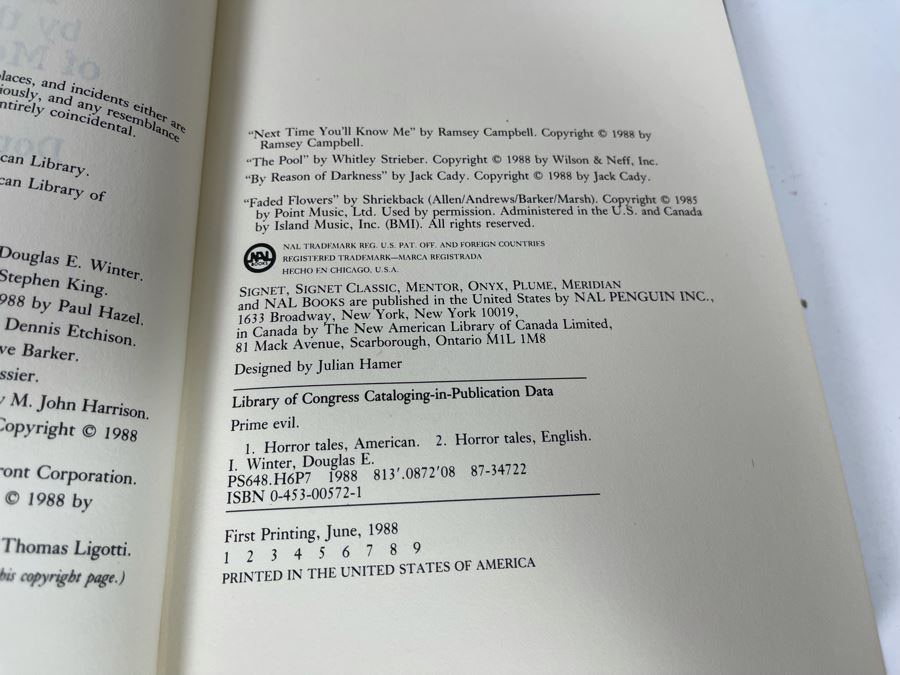 places, and incidents either are
iously, and any resemblance
entirely coincidental.
can Library.
can Library of
Douglas E. Winter.
Stephen King.
988 by Paul Hazel.
Dennis Etchison.
ve Barker.
ssier.
y M. John Harrison.
Copyright © 1988
ront Corporation.
© 1988 by
Thomas Ligotti.
his copyright page.)
"Next Time You'll Know Me" by Ramsey Campbell. Copyright © 1988 by
Ramsey Campbell.
"The Pool" by Whitley Strieber. Copyright © 1988 by Wilson & Neff, Inc.
"By Reason of Darkness" by Jack Cady. Copyright © 1988 by Jack Cady.
"Faded Flowers" by Shriekback (Allen/Andrews/Barker/Marsh). Copyright © 1985
by Point Music, Ltd. Used by permission. Administered in the U.S. and Canada
by Island Music, Inc. (BMI). All rights reserved.
NAL BOOKS
NAL TRADEMARK REG. U.S. PAT. OFF. AND FOREIGN COUNTRIES
REGISTERED TRADEMARK—MARCA REGISTRADA
HECHO EN CHICAGO, U.S.A.
SIGNET, SIGNET CLASSIC, MENTOR, ONYX, PLUME, MERIDIAN
and NAL BOOKS are published in the United States by NAL PENGUIN INC.,
1633 Broadway, New York, New York 10019,
in Canada by The New American Library of Canada Limited,
81 Mack Avenue, Scarborough, Ontario M1L 1M8
Designed by Julian Hamer
Library of Congress Cataloging-in-Publication Data
Prime evil.
1. Horror tales, American. 2. Horror tales, English.
I. Winter, Douglas E.
PS648.H6P7 1988 813'.0872'08 87-34722
ISBN 0-453-00572-1
First Printing, June, 1988
1 2 3 4 5 6 7 8 9
PRINTED IN THE UNITED STATES OF AMERICA